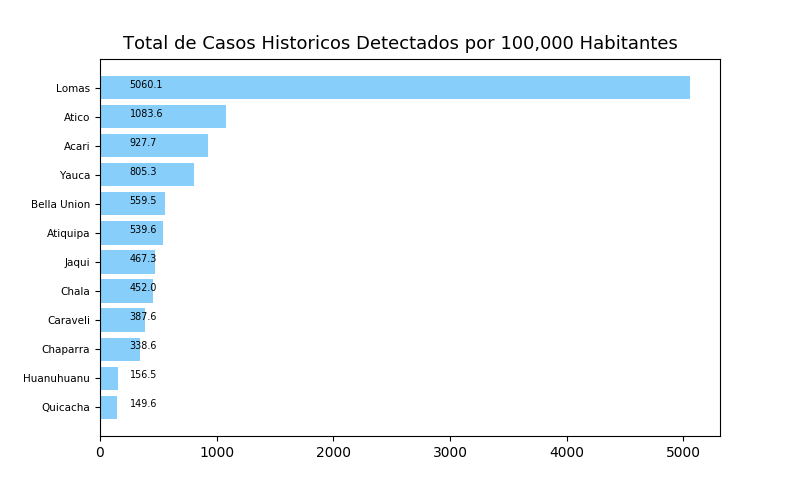 Total de Casos Historicos Detectados por 100,000 Habitantes
Lomas 5060.1
Atico 1083.6
Acari 927.7
Yauca 805.3
Bella Union 559.5
Atiquipa 539.6
Jaqui 467.3
Chala 452.0
Caraveli 387.6
Chaparra 338.6
Huanuhuanu 156.5
Quicacha 149.6
0 1000 2000 3000 4000 5000